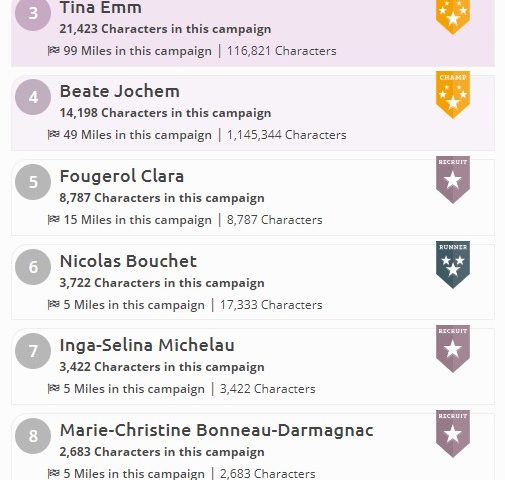 3
Tina Emm
21,423 Characters in this campaign
99 Miles in this campaign | 116,821 Characters
4
Beate Jochem
CHAMP
14,198 Characters in this campaign
49 Miles in this campaign | 1,145,344 Characters
5
Fougerol Clara
RECRUIT
8,787 Characters in this campaign
15 Miles in this campaign | 8,787 Characters
6
Nicolas Bouchet
RUNNER
3,722 Characters in this campaign
5 Miles in this campaign | 17,333 Characters
7
Inga-Selina Michelau
RECRUIT
3,422 Characters in this campaign
5 Miles in this campaign | 3,422 Characters
8
Marie-Christine Bonneau-Darmagnac
RECRUIT
2,683 Characters in this campaign
5 Miles in this campaign | 2,683 Characters